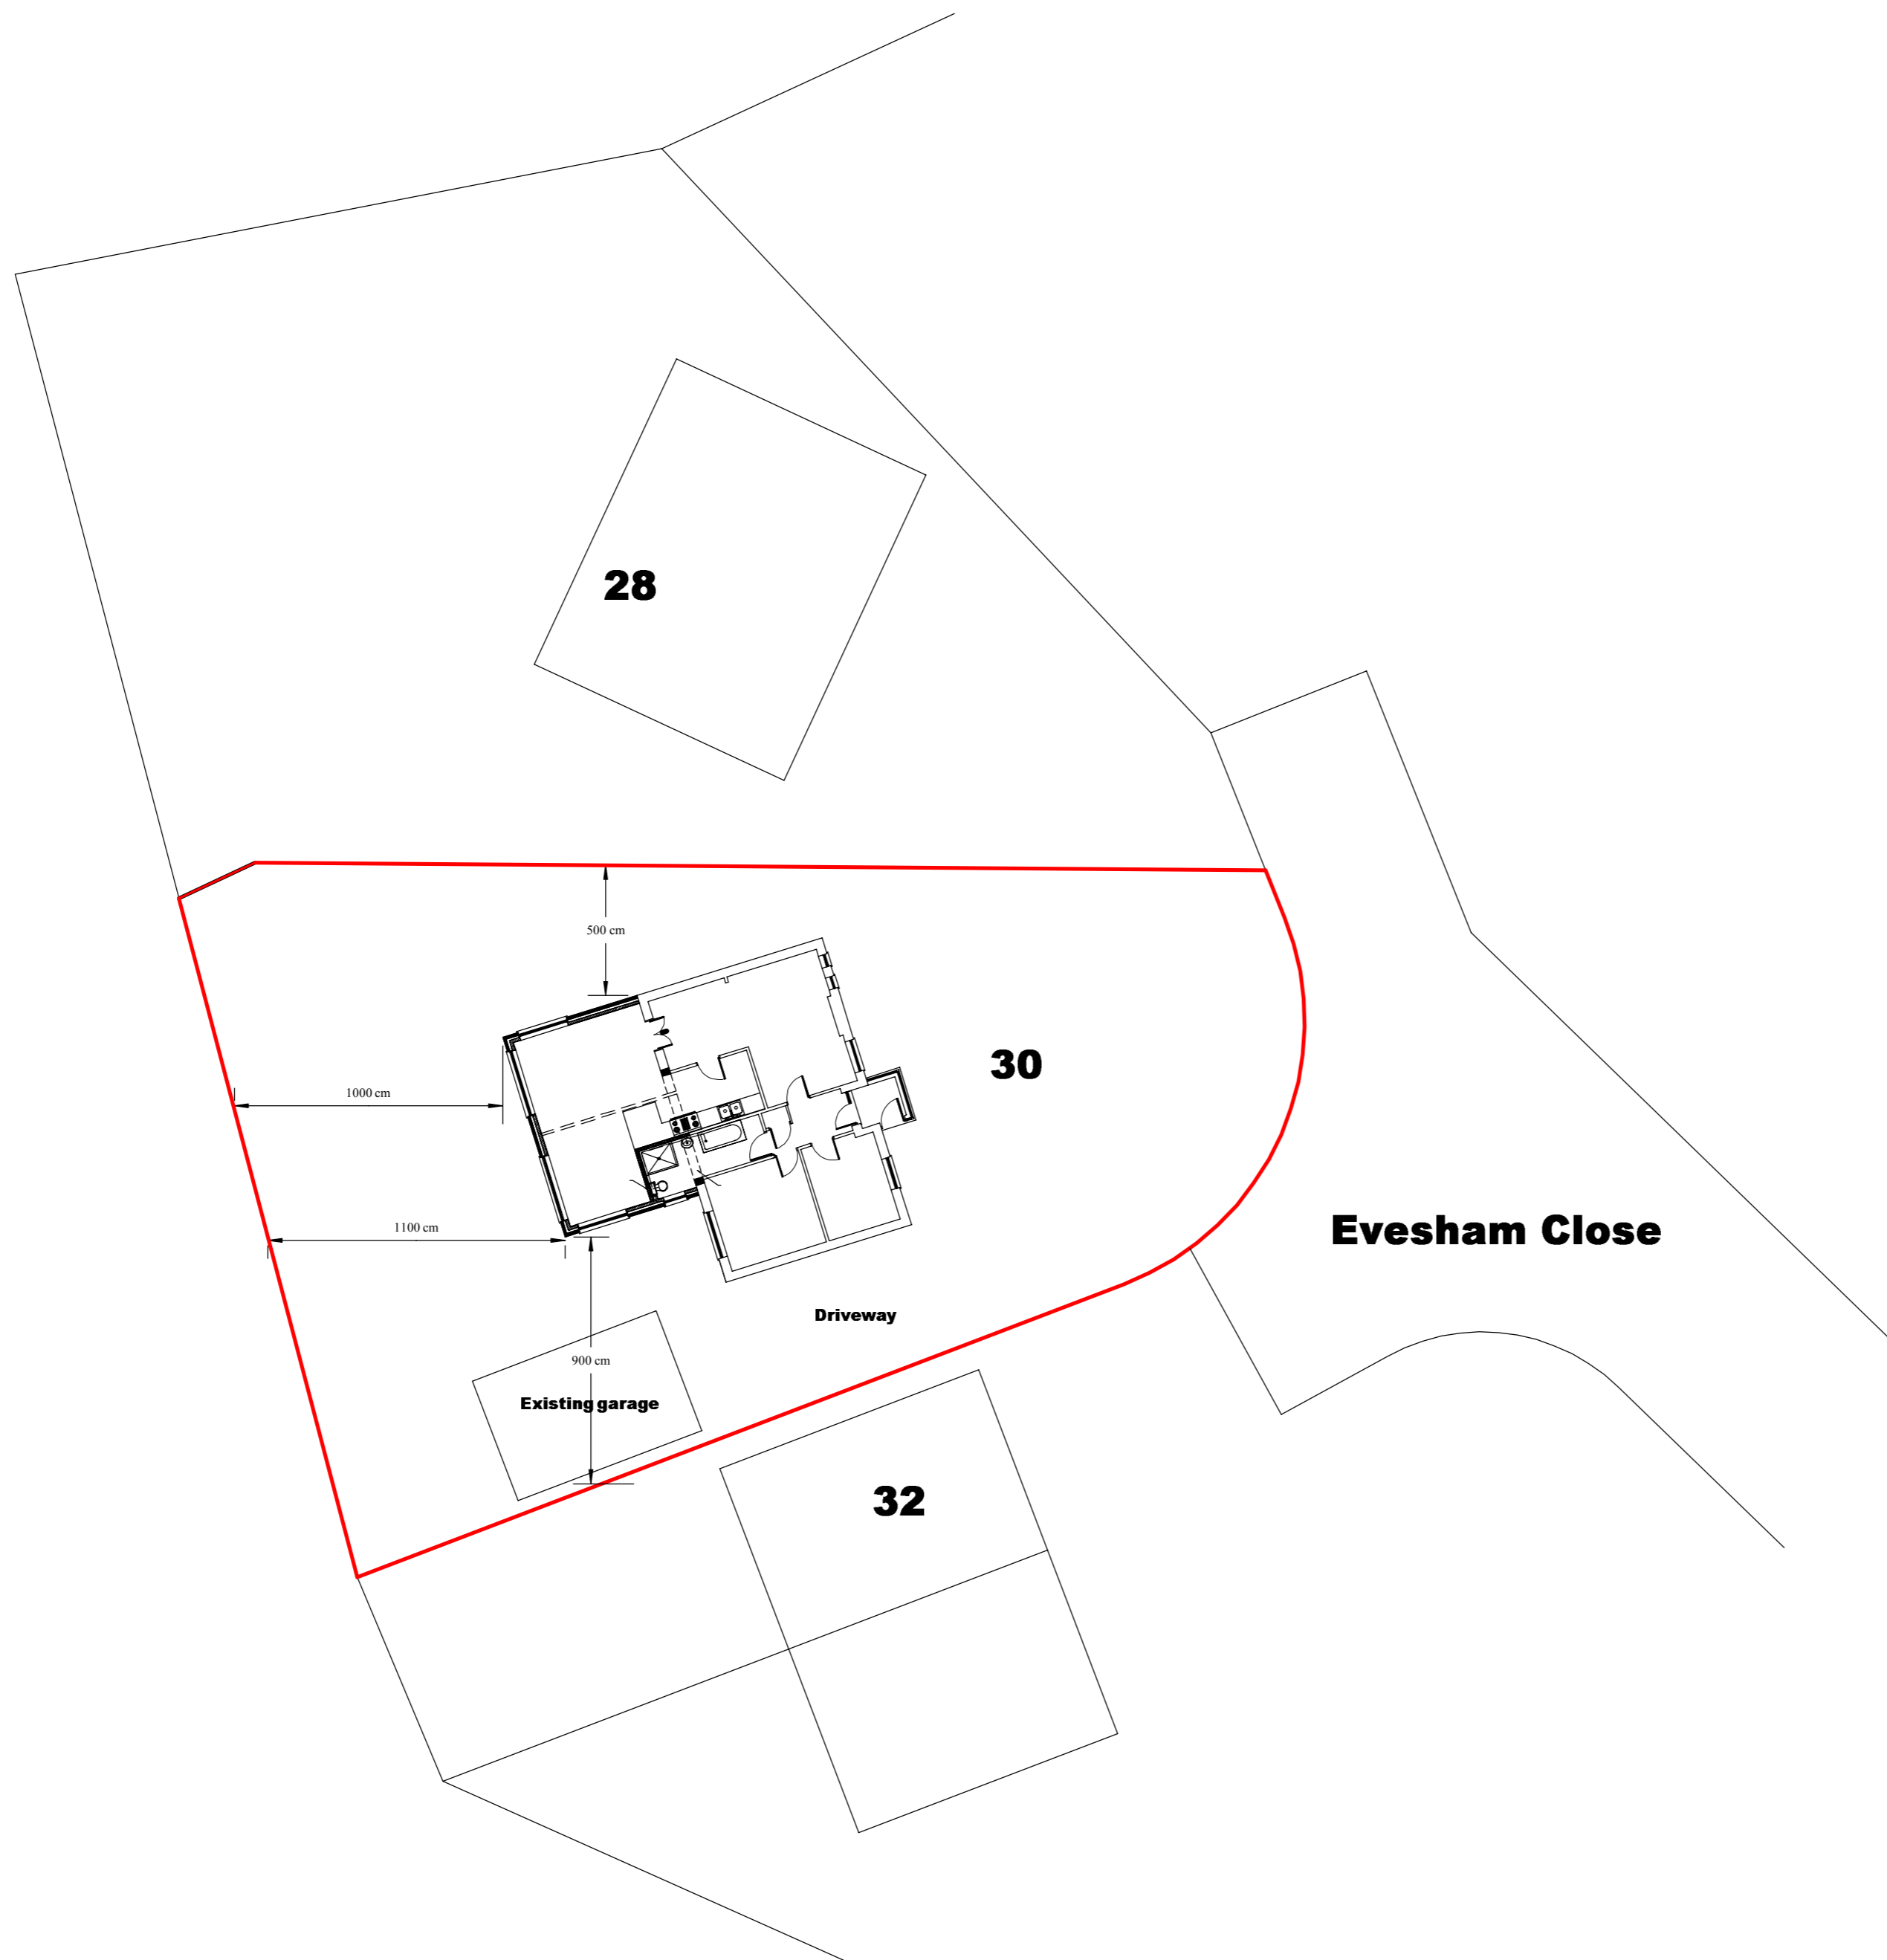 28
500 cm
30
1000 cm
1100 cm
Evesham Close
Driveway
900 cm
Existing garage
32